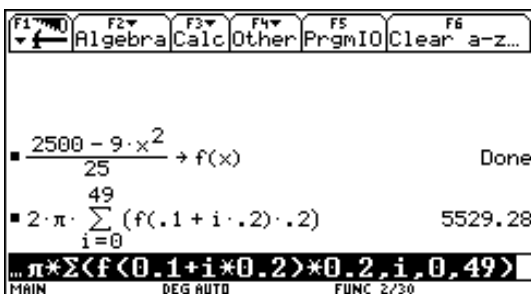 F1 F2 Algebra F3 Calc F4 Other F5 PrgmIO F6 Clear a-z…
2500 - 9·x²
25
→ f(x) Done
49
2·π· Σ (f(.1 + i·.2)·.2) 5529.28
i=0
…π*Σ(f(0.1+i*0.2)*0.2,i,0,49)
MAIN DEG AUTO FUNC 2/30